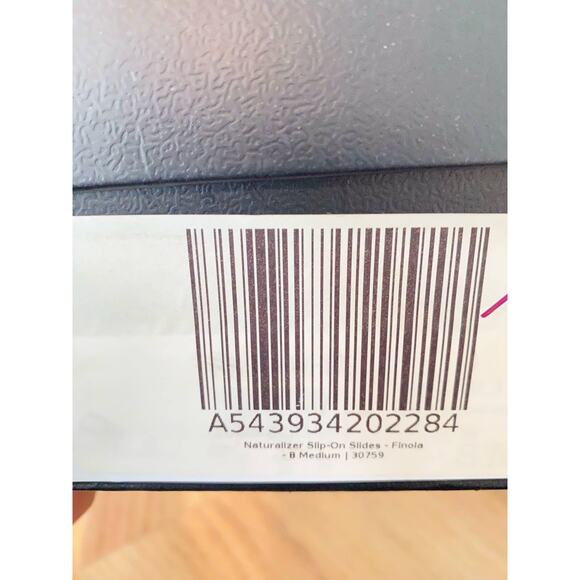 A543934202284
Naturalizer Slip-On Slides - Finola
- B Medium | 30759